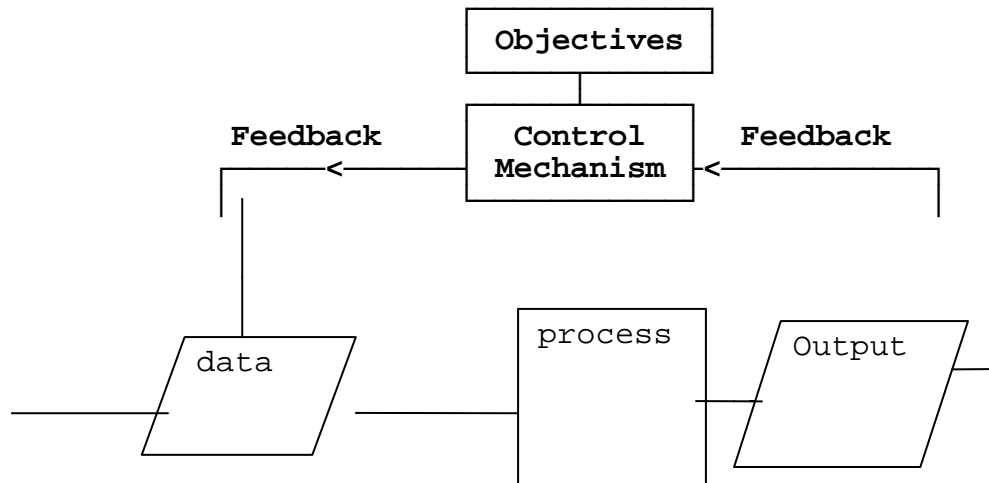 Objectives
Feedback
Control
Mechanism
Feedback
data
process
Output